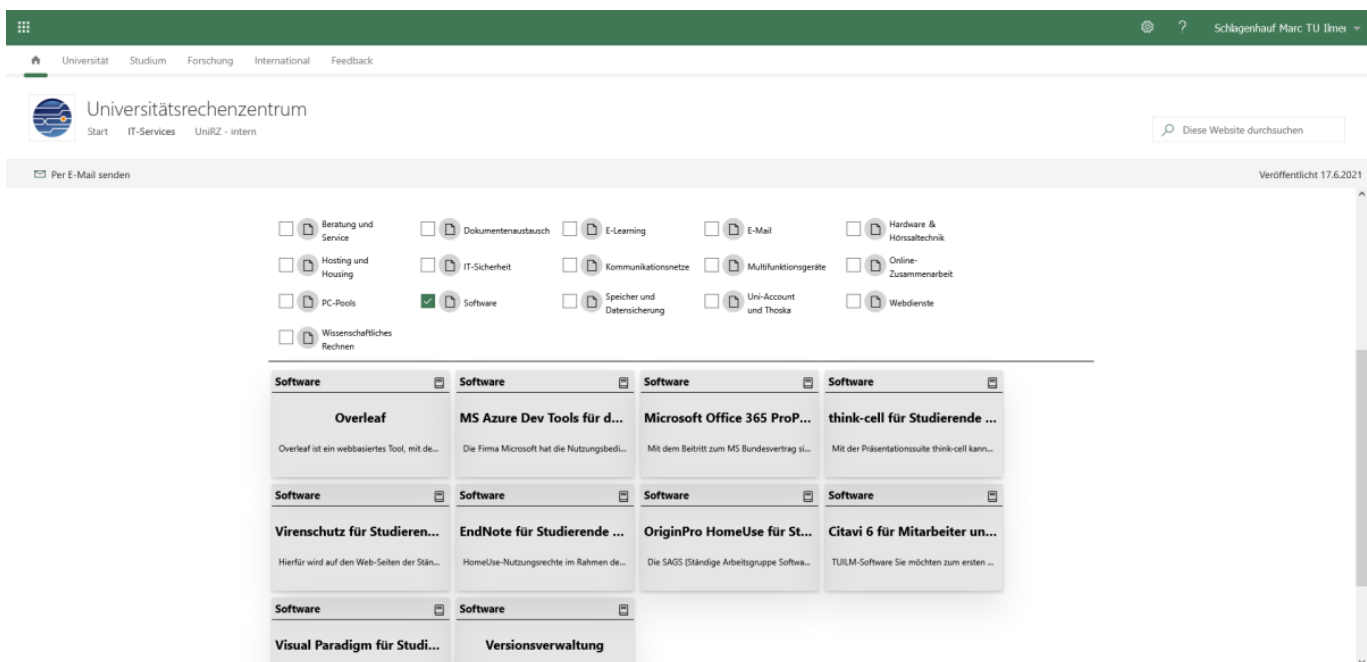 Schlagenhauf Marc TU Ilmer
Universität Studium Forschung International Feedback
Universitätsrechenzentrum
Start IT-Services UniRZ - intern
Diese Website durchsuchen
Per E-Mail senden
Veröffentlicht 17.6.2021
Beratung und
Service
Dokumentenaustausch
E-Learning
E-Mail
Hardware &
Hörssaltechnik
Hosting und
Housing
IT-Sicherheit
Kommunikationsnetze
Multifunktionsgeräte
Online-
Zusammenarbeit
PC-Pools
Software
Speicher und
Datensicherung
Uni-Account
und Thoska
Webdienste
Wissenschaftliches
Rechnen
Software
Overleaf
Overleaf ist ein webbasiertes Tool, mit de...
Software
MS Azure Dev Tools für d...
Die Firma Microsoft hat die Nutzungsbedi...
Software
Microsoft Office 365 ProP...
Mit dem Beitritt zum MS Bundesvertrag si...
Software
think-cell für Studierende ...
Mit der Präsentationssuite think-cell kann...
Software
Virenschutz für Studieren...
Hierfür wird auf den Web-Seiten der Stän...
Software
EndNote für Studierende ...
HomeUse-Nutzungsrechte im Rahmen de...
Software
OriginPro HomeUse für St...
Die SAGS (Ständige Arbeitsgruppe Softwa...
Software
Citavi 6 für Mitarbeiter un...
TUILM-Software Sie möchten zum ersten ...
Software
Visual Paradigm für Studi...
Software
Versionsverwaltung